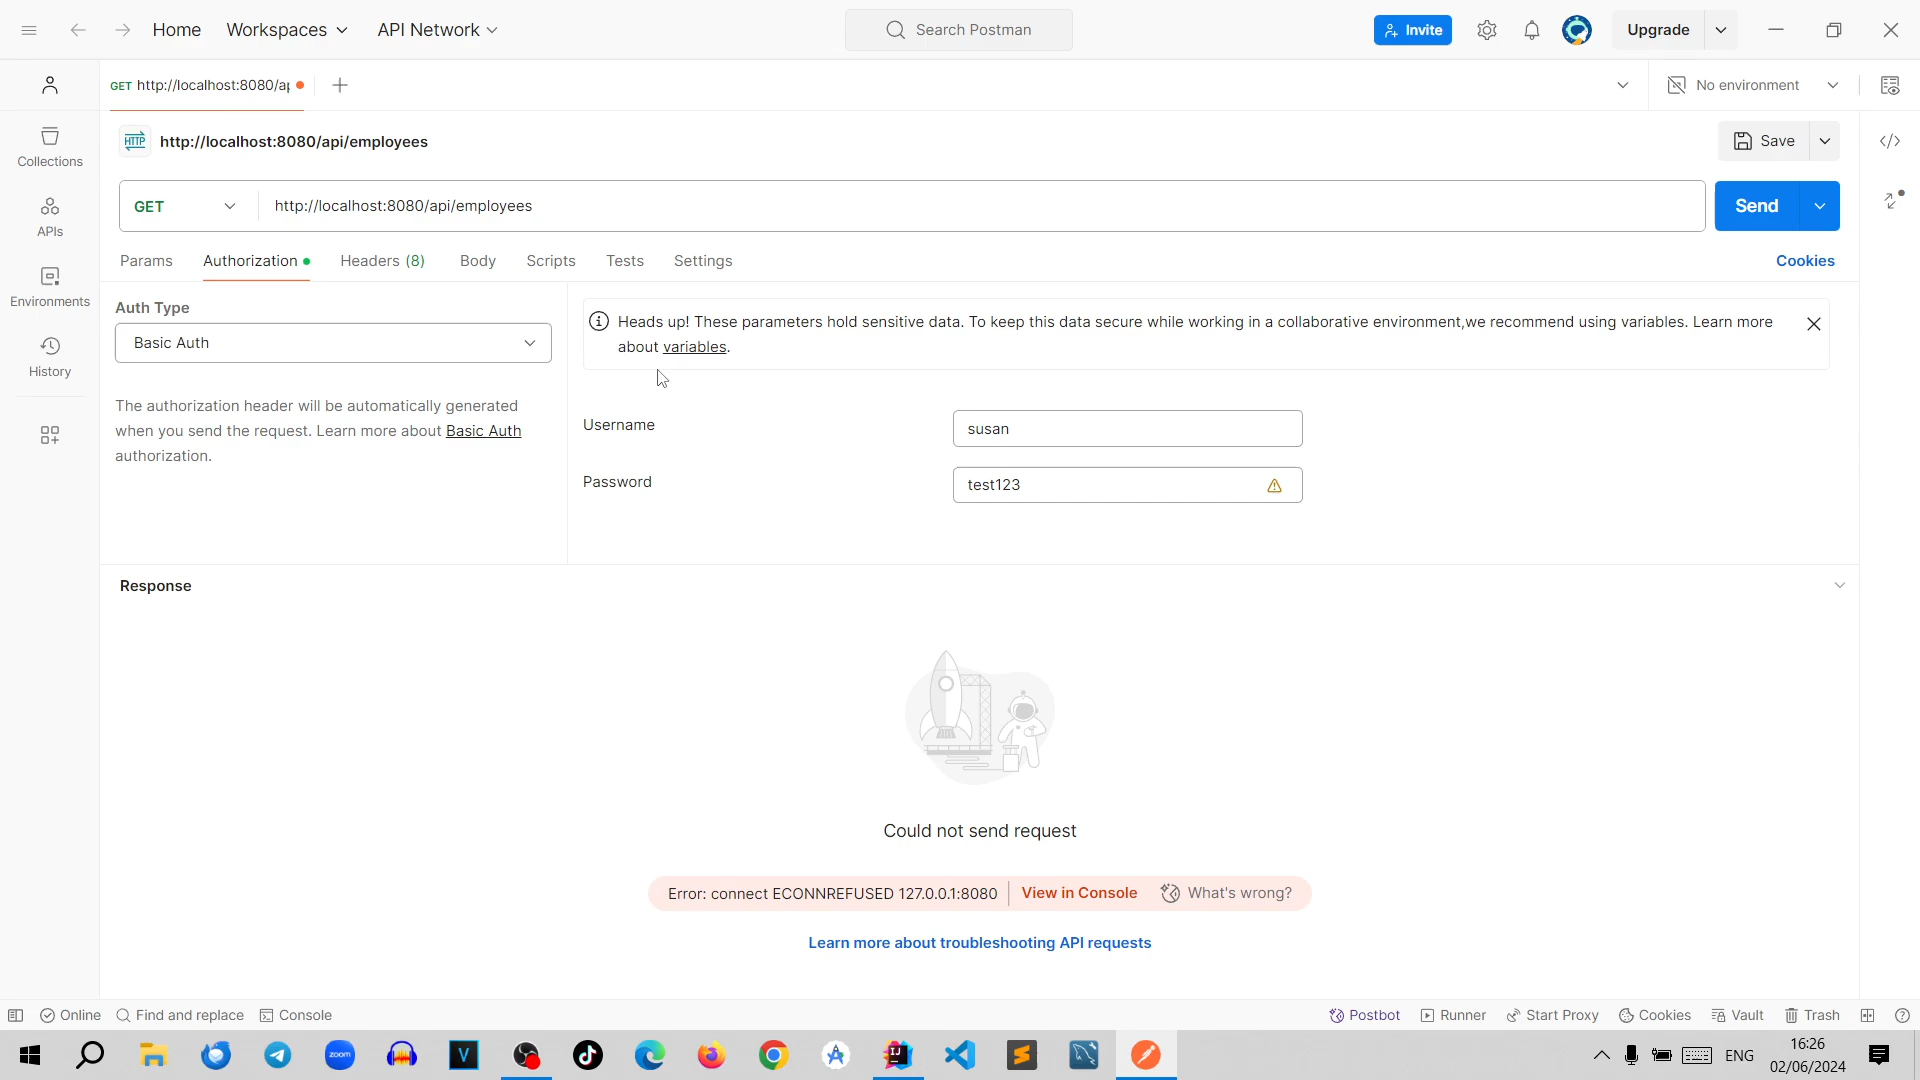 Home Workspaces API Network Search Postman Invite Upgrade
GET http://localhost:8080/ap No environment
HTTP http://localhost:8080/api/employees Save
Collections
GET http://localhost:8080/api/employees Send
APIs
Params Authorization Headers (8) Body Scripts Tests Settings Cookies
Environments
Auth Type
Basic Auth
History
Heads up! These parameters hold sensitive data. To keep this data secure while working in a collaborative environment,we recommend using variables. Learn more
about variables.
The authorization header will be automatically generated
when you send the request. Learn more about Basic Auth
authorization.
Username susan
Password test123
Response
Could not send request
Error: connect ECONNREFUSED 127.0.0.1:8080 View in Console What's wrong?
Learn more about troubleshooting API requests
Online Find and replace Console Postbot Runner Start Proxy Cookies Vault Trash
zoom V IJ ENG
16:26
02/06/2024